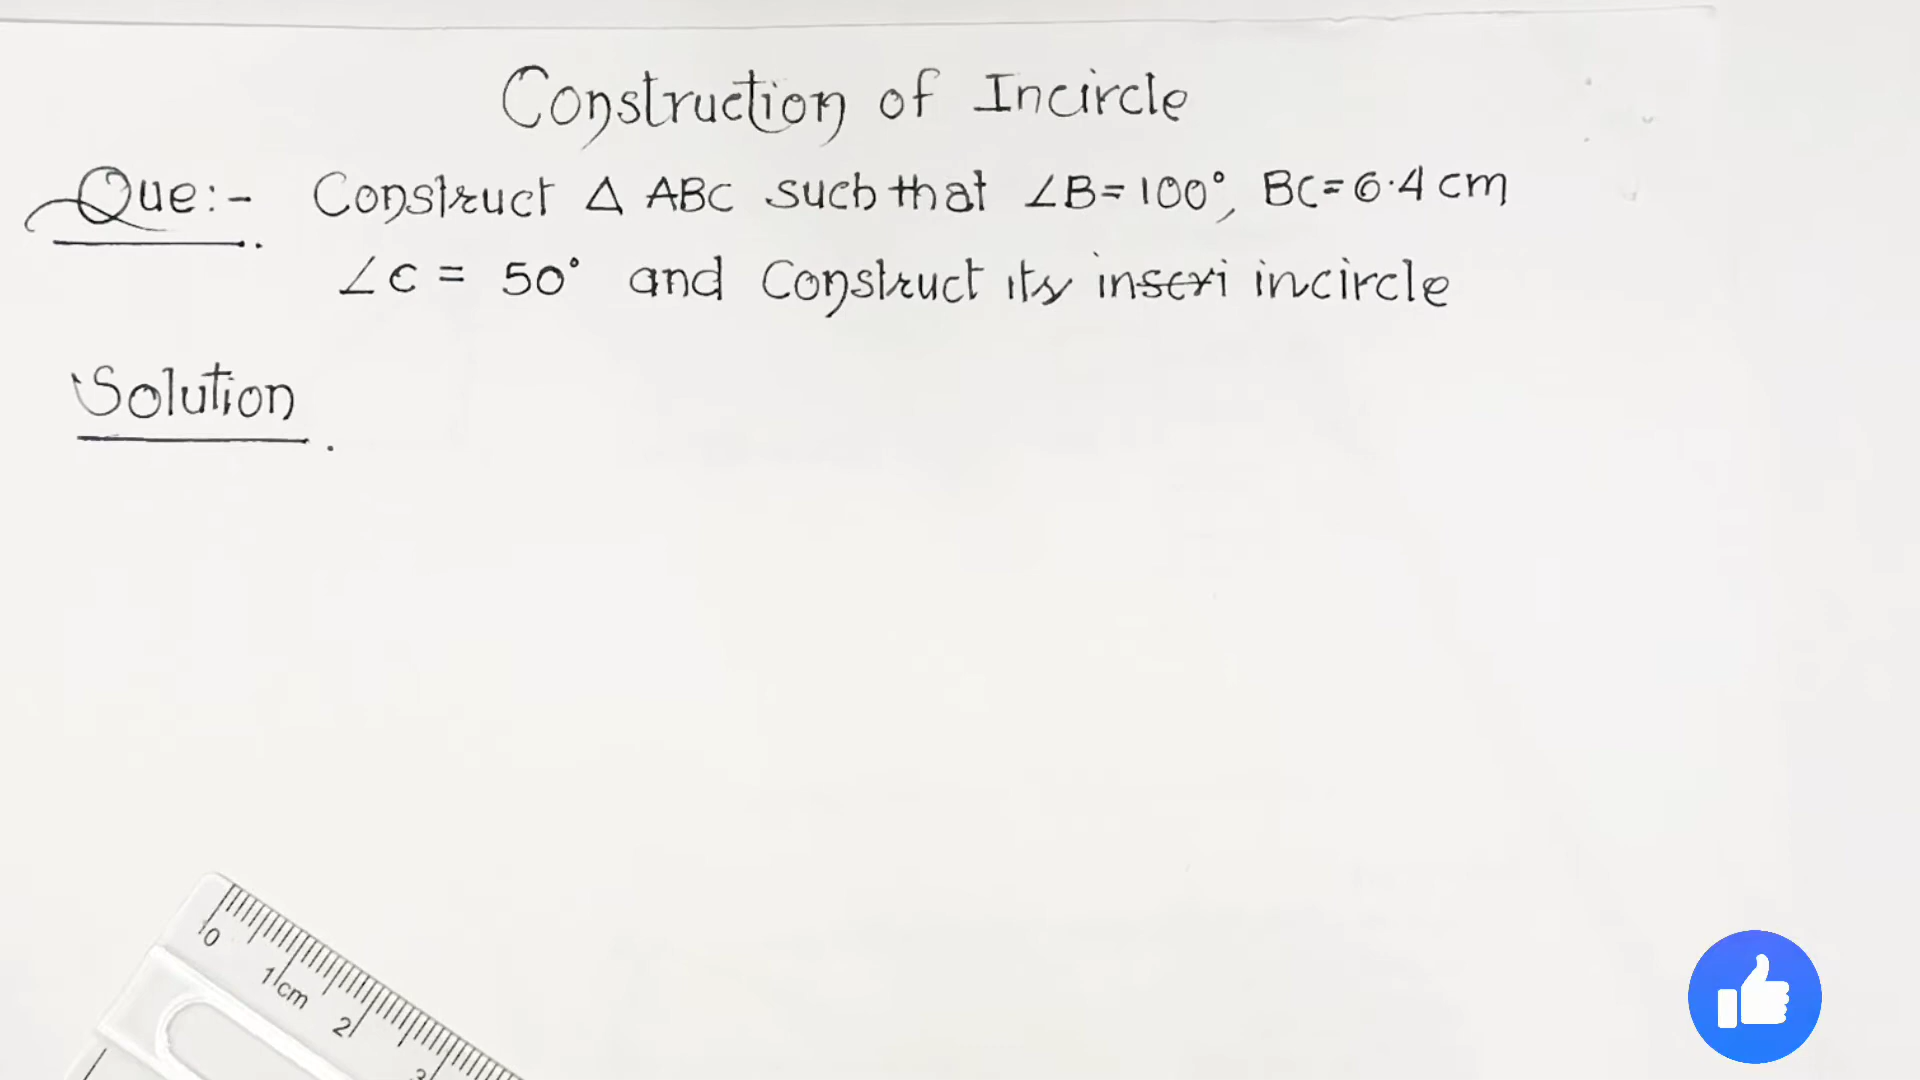 Construction of Incircle
Que:- Construct Δ ABC such that ∠B = 100°, BC = 6.4 cm
∠C = 50° and Construct its inscri incircle
Solution.
0
1 cm
2
3